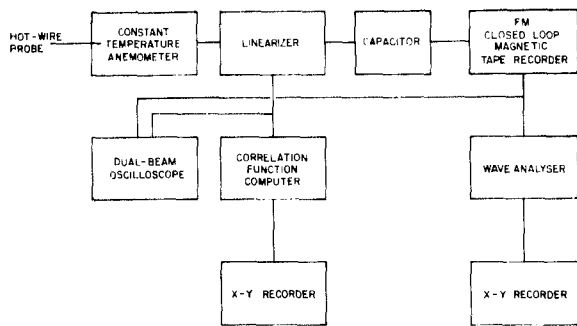 HOT-WIRE
PROBE
CONSTANT
TEMPERATURE
ANEMOMETER
LINEARIZER
CAPACITOR
FM
CLOSED LOOP
MAGNETIC
TAPE RECORDER
DUAL-BEAM
OSCILLOSCOPE
CORRELATION
FUNCTION
COMPUTER
WAVE ANALYSER
X-Y RECORDER
X-Y RECORDER